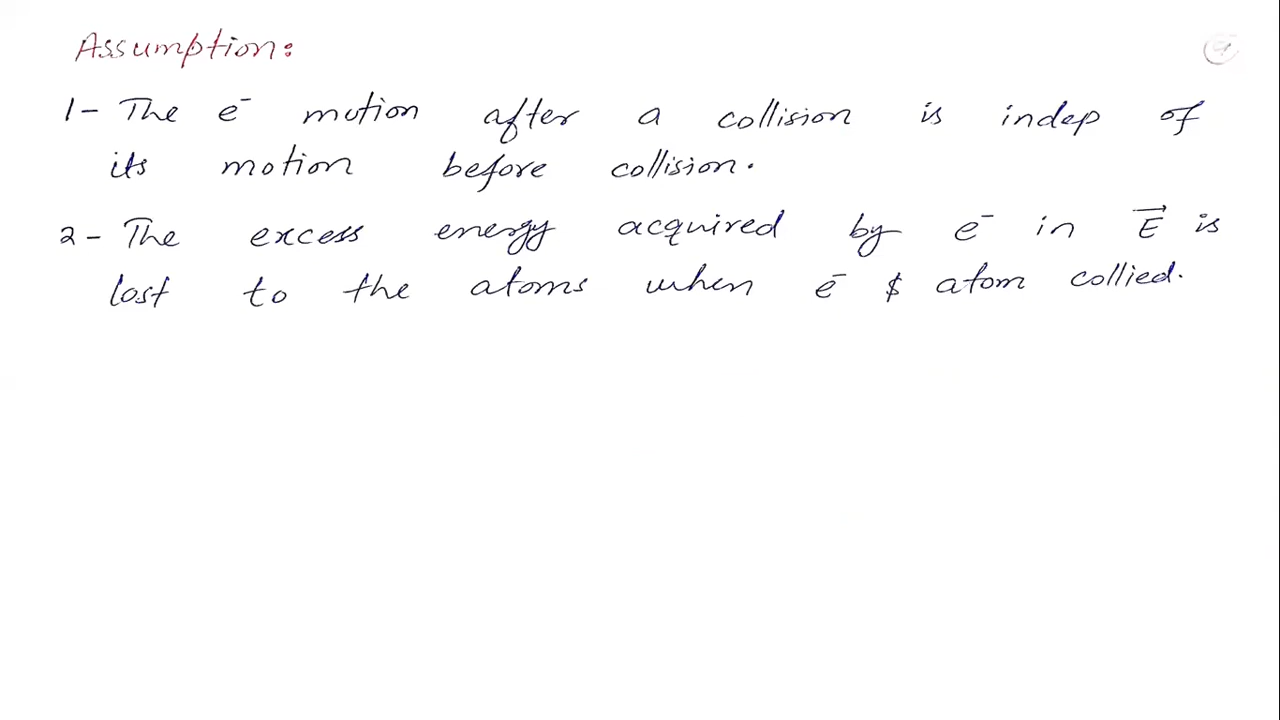 Assumption:
1- The e⁻ motion after a collision is indep of
its motion before collision.
2- The excess energy acquired by e⁻ in E⃗ is
lost to the atoms when e⁻ $ atom collied.